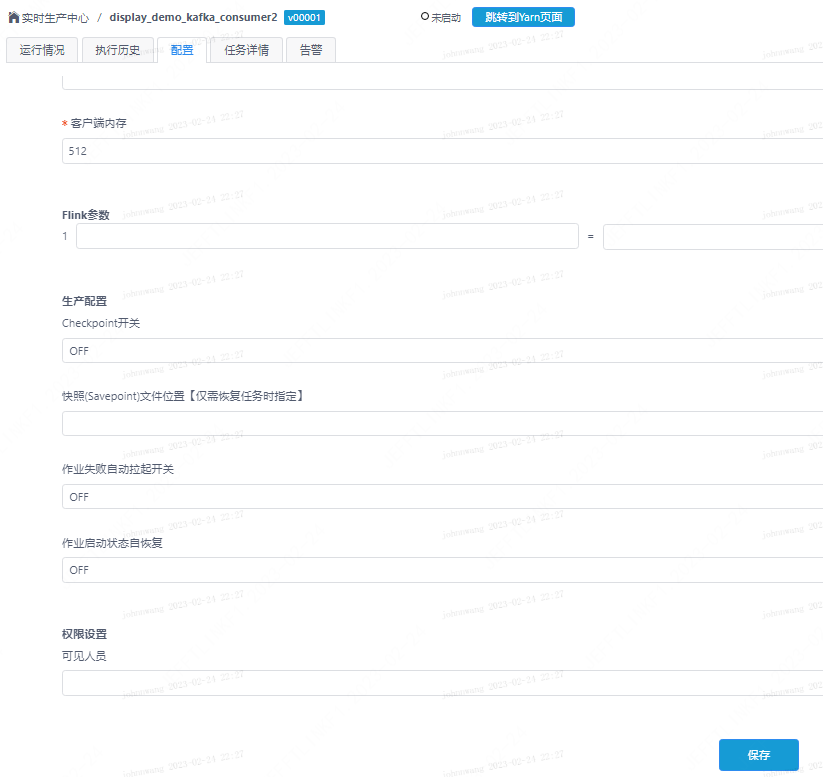 实时生产中心 / display_demo_kafka_consumer2 v00001 未启动 跳转到Yarn页面
运行情况 执行历史 配置 任务详情 告警
* 客户端内存
512
Flink参数
1 =
生产配置
Checkpoint开关
OFF
快照(Savepoint)文件位置【仅需恢复任务时指定】
作业失败自动拉起开关
OFF
作业启动状态自恢复
OFF
权限设置
可见人员
保存